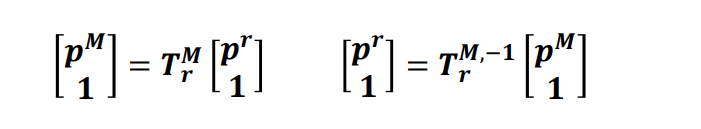 [p^M 1] = T_r^M [p^r 1]    [p^r 1] = T_r^{M,-1} [p^M 1]